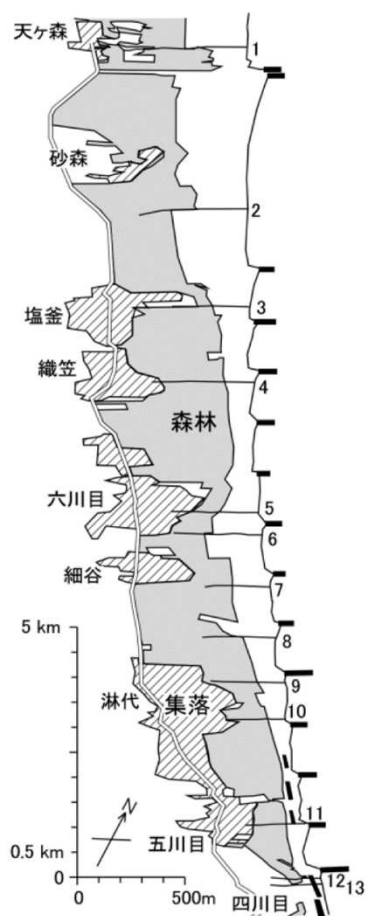 天ヶ森
1
砂森
2
塩釜
3
織笠
4
森林
六川目
5
6
細谷
7
5 km
8
9
淋代
集落
10
N
11
五川目
0.5 km
0
0
500m
12
13
四川目